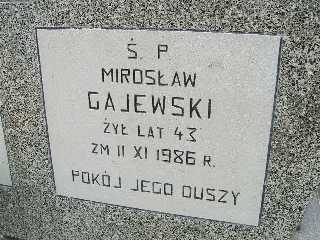 Ś. P
MIROSŁAW
GAJEWSKI
ŻYŁ LAT 43
ZM 11 XI 1986 R.
POKÓJ JEGO DUSZY